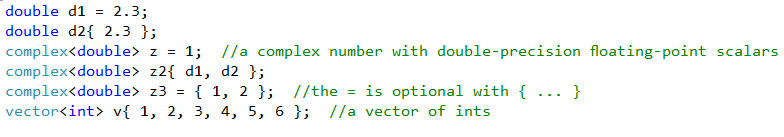 double d1 = 2.3;
double d2{ 2.3 };
complex<double> z = 1;  //a complex number with double-precision floating-point scalars
complex<double> z2{ d1, d2 };
complex<double> z3 = { 1, 2 };  //the = is optional with { ... }
vector<int> v{ 1, 2, 3, 4, 5, 6 };  //a vector of ints